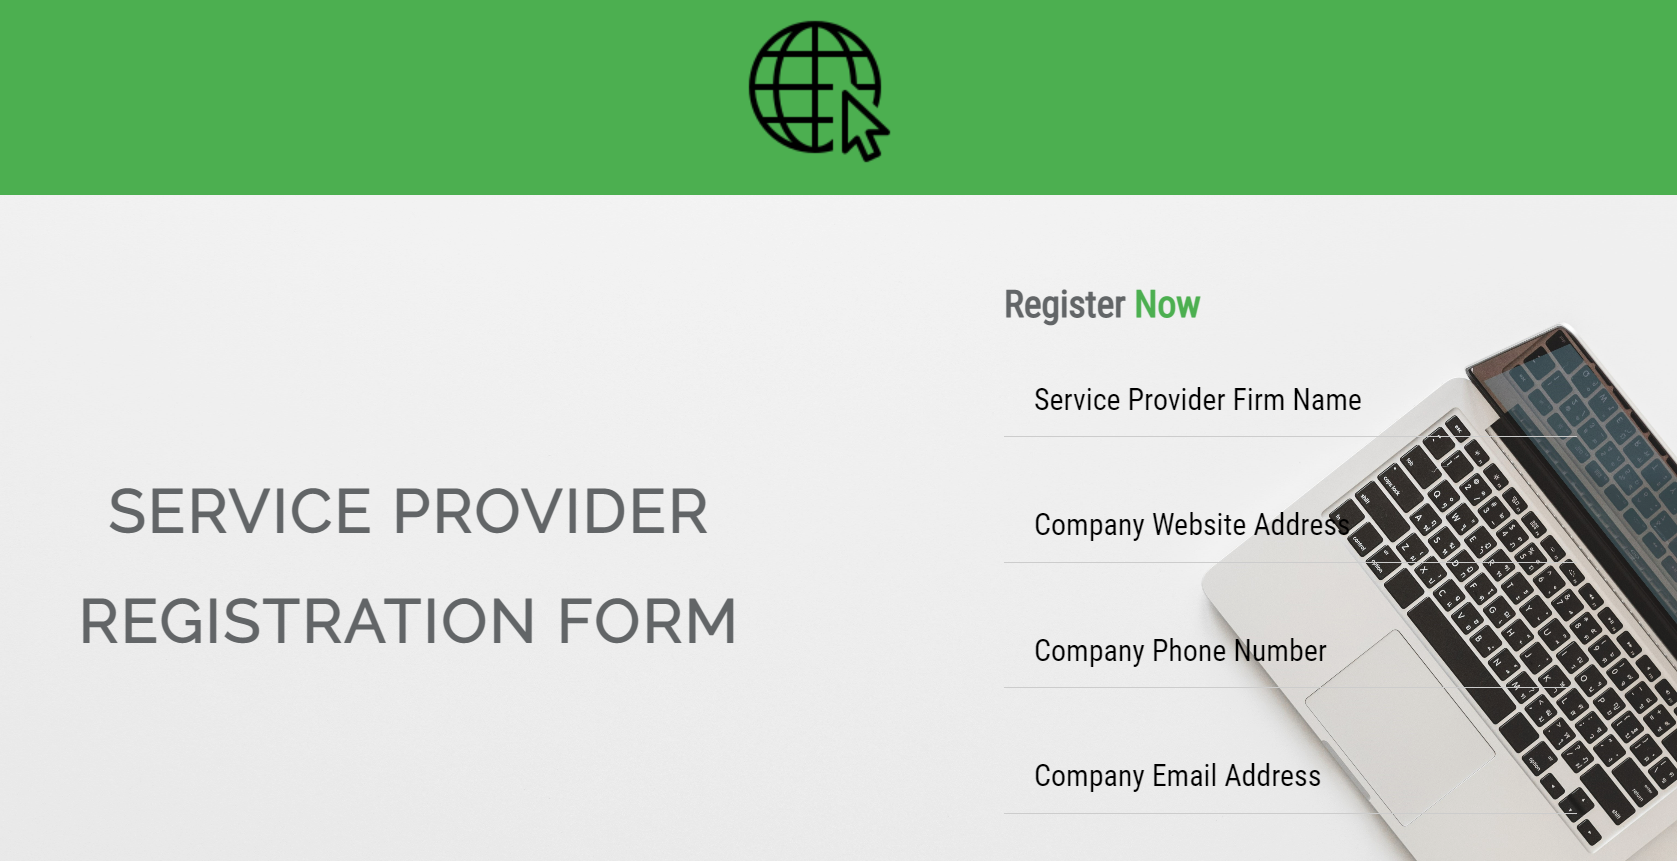 SERVICE PROVIDER
REGISTRATION FORM
Register Now
Service Provider Firm Name
Company Website Address
Company Phone Number
Company Email Address